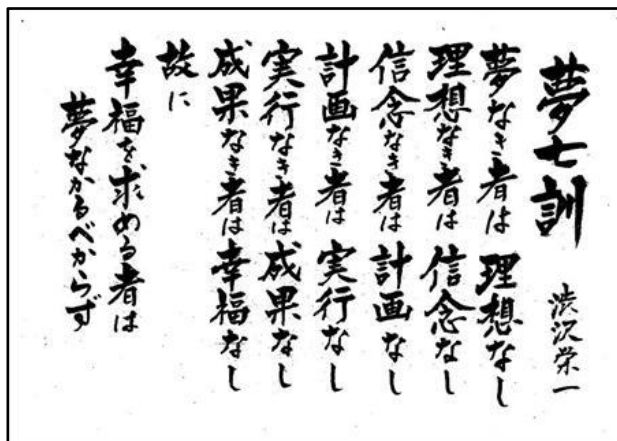 夢七訓　渋沢栄一
夢なき者は　理想なし
理想なき者は　信念なし
信念なき者は　計画なし
計画なき者は　実行なし
実行なき者は　成果なし
成果なき者は　幸福なし
故に
幸福を求める者は
夢なかるべからず